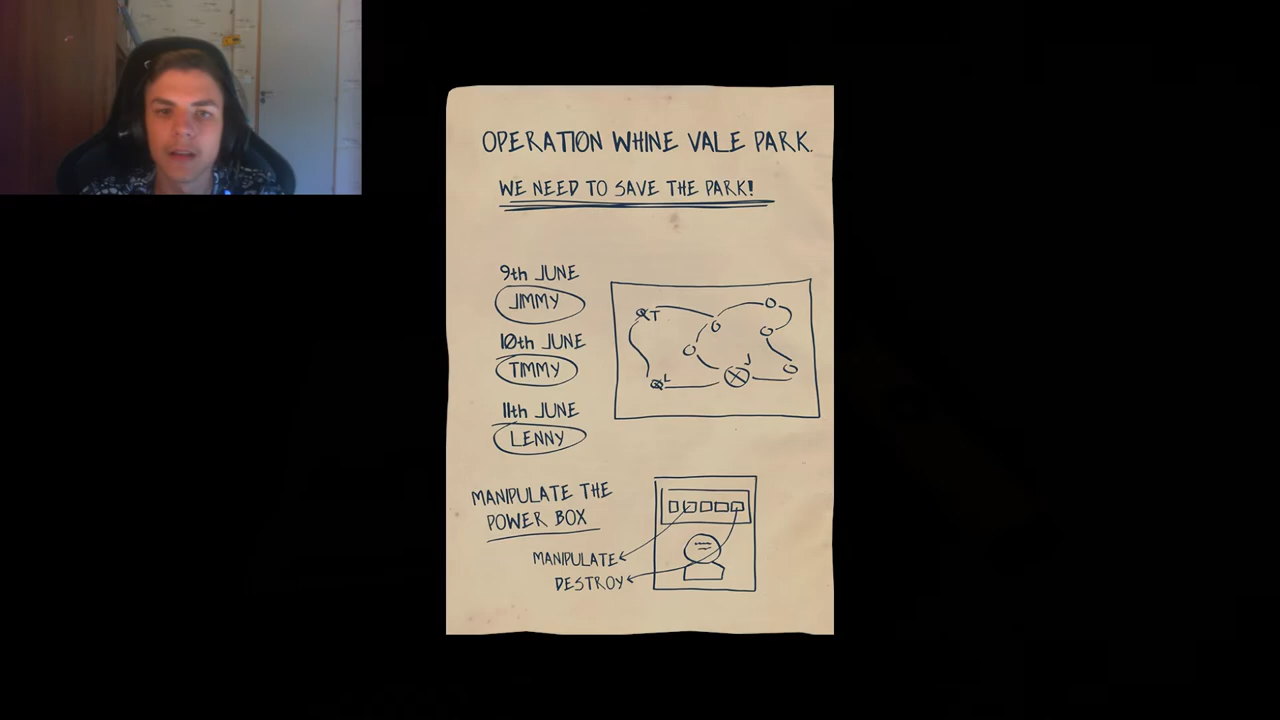 OPERATION WHINE VALE PARK.
WE NEED TO SAVE THE PARK!
9th JUNE
JIMMY
10th JUNE
TIMMY
11th JUNE
LENNY
T
J
L
MANIPULATE THE
POWER BOX
MANIPULATE
DESTROY